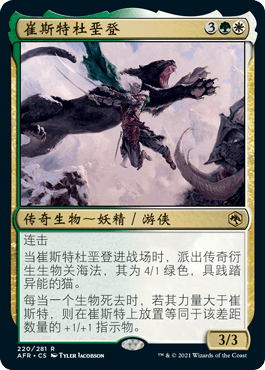 崔斯特杜垩登 3
传奇生物~妖精/游侠
连击
当崔斯特杜垩登进战场时,派出传奇衍
生生物关海法,其为4/1绿色,具践踏
异能的猫。
每当一个生物死去时,若其力量大于崔
斯特,则在崔斯特上放置等同于该差距
数量的+1/+1指示物。
3/3
220/281 R
AFR • CS TYLER JACOBSON
™ & © 2021 Wizards of the Coast